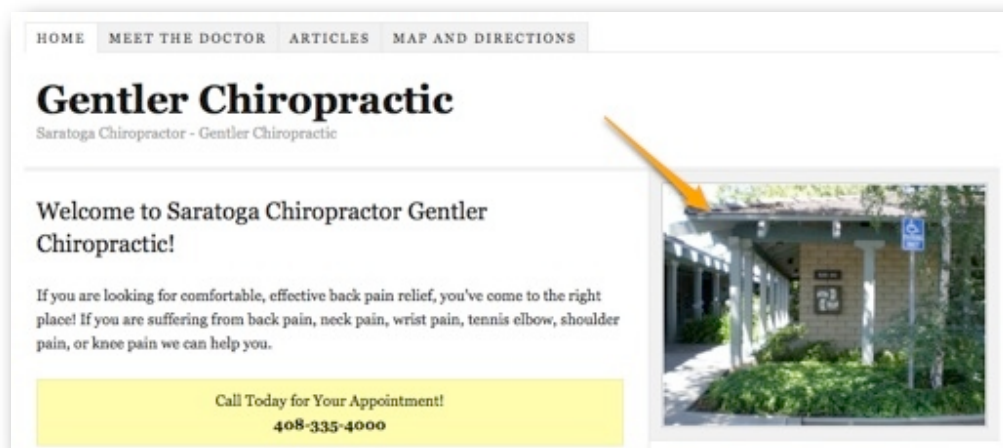 HOME MEET THE DOCTOR ARTICLES MAP AND DIRECTIONS
Gentler Chiropractic
Saratoga Chiropractor - Gentler Chiropractic
Welcome to Saratoga Chiropractor Gentler
Chiropractic!
If you are looking for comfortable, effective back pain relief, you've come to the right
place! If you are suffering from back pain, neck pain, wrist pain, tennis elbow, shoulder
pain, or knee pain we can help you.
Call Today for Your Appointment!
408-335-4000